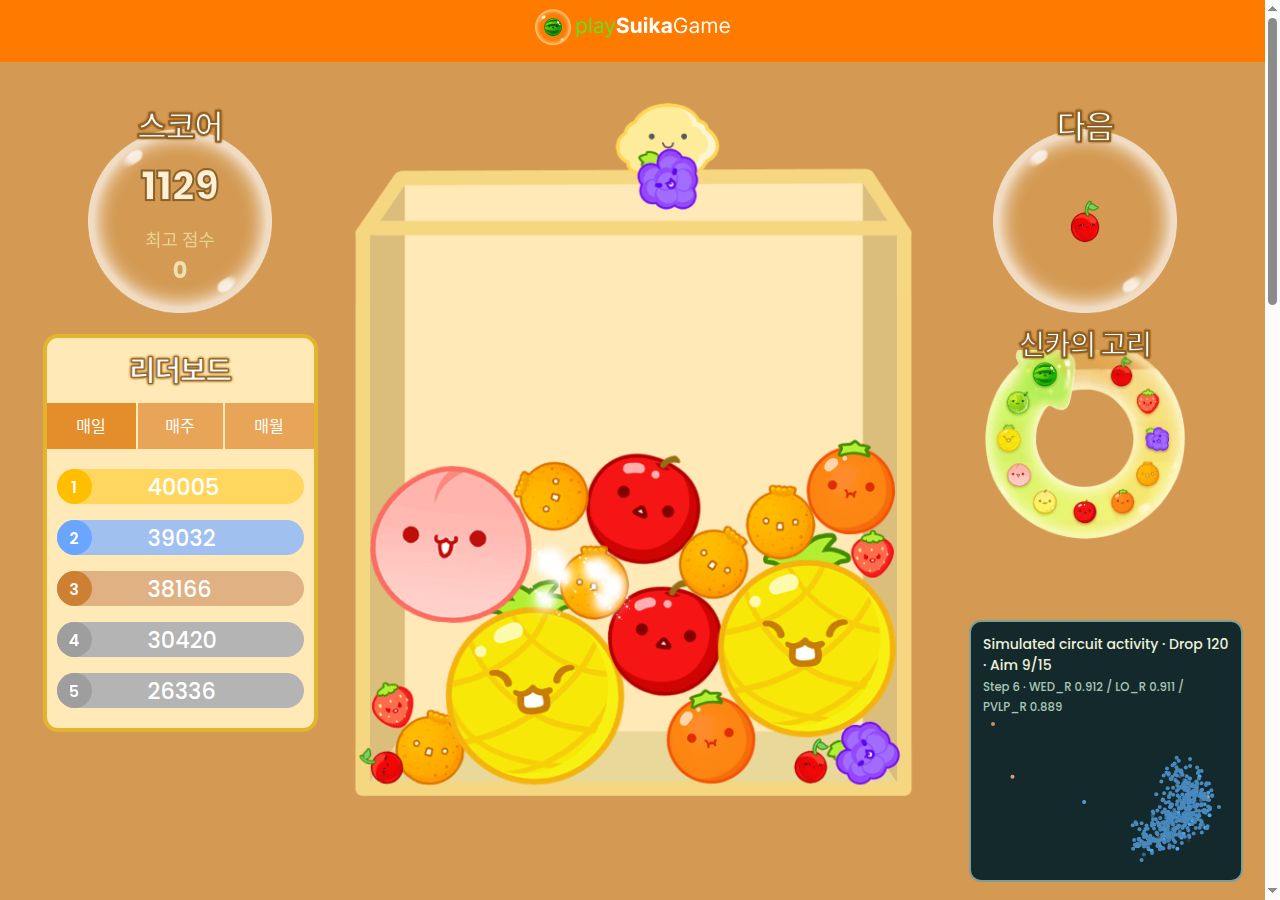 playSuikaGame
스코어
1129
최고 점수
0
리더보드
매일 매주 매월
1 40005
2 39032
3 38166
4 30420
5 26336
다음
신카의 고리
Simulated circuit activity · Drop 120
· Aim 9/15
Step 6 · WED_R 0.912 / LO_R 0.911 /
PVLP_R 0.889